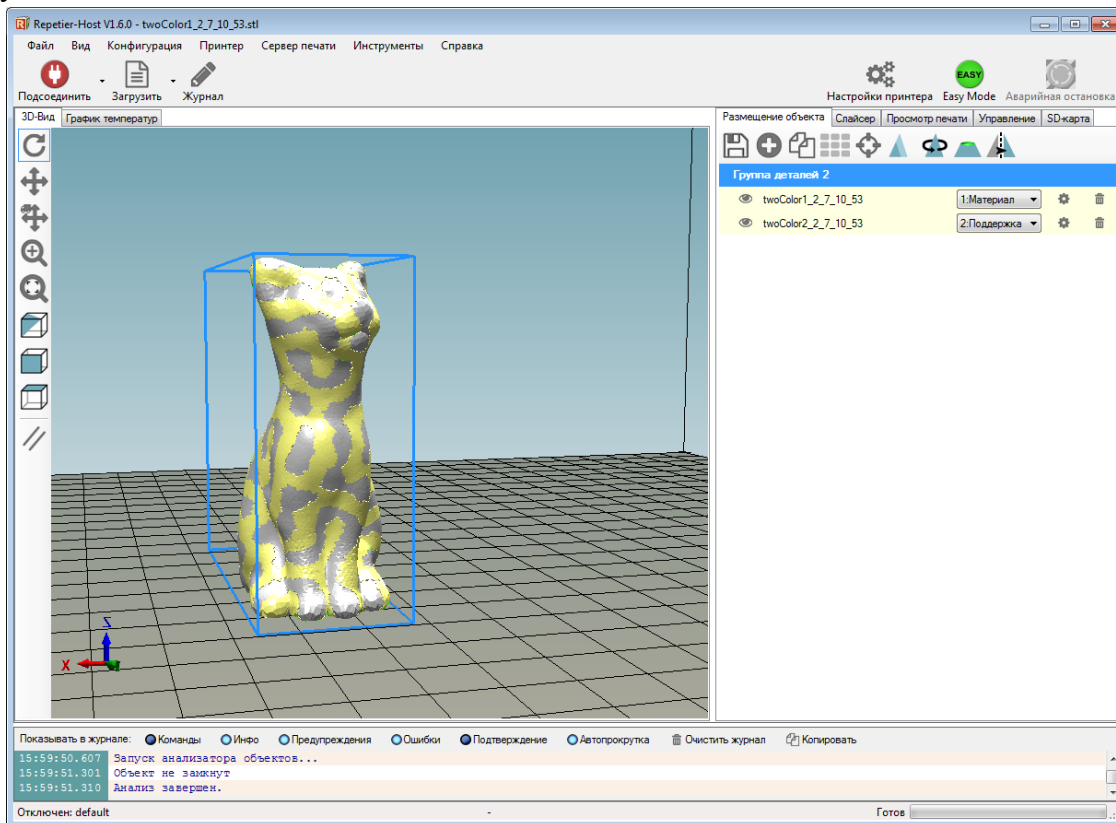 Repetier-Host V1.6.0 - twoColor1_2_7_10_53.stl
Файл Вид Конфигурация Принтер Сервер печати Инструменты Справка
Подсоединить Загрузить Журнал Настройки принтера EASY Easy Mode Аварийная остановка
3D-Вид График температур Размещение объекта Слайсер Просмотр печати Управление SD-карта
Группа деталей 2
twoColor1_2_7_10_53 1:Материал
twoColor2_2_7_10_53 2:Поддержка
Z
X
Показывать в журнале: Команды Инфо Предупреждения Ошибки Подтверждение Автопрокрутка Очистить журнал Копировать
15:59:50.607 Запуск анализатора объектов...
15:59:51.301 Объект не замкнут
15:59:51.310 Анализ завершен.
Отключен: default - Готов